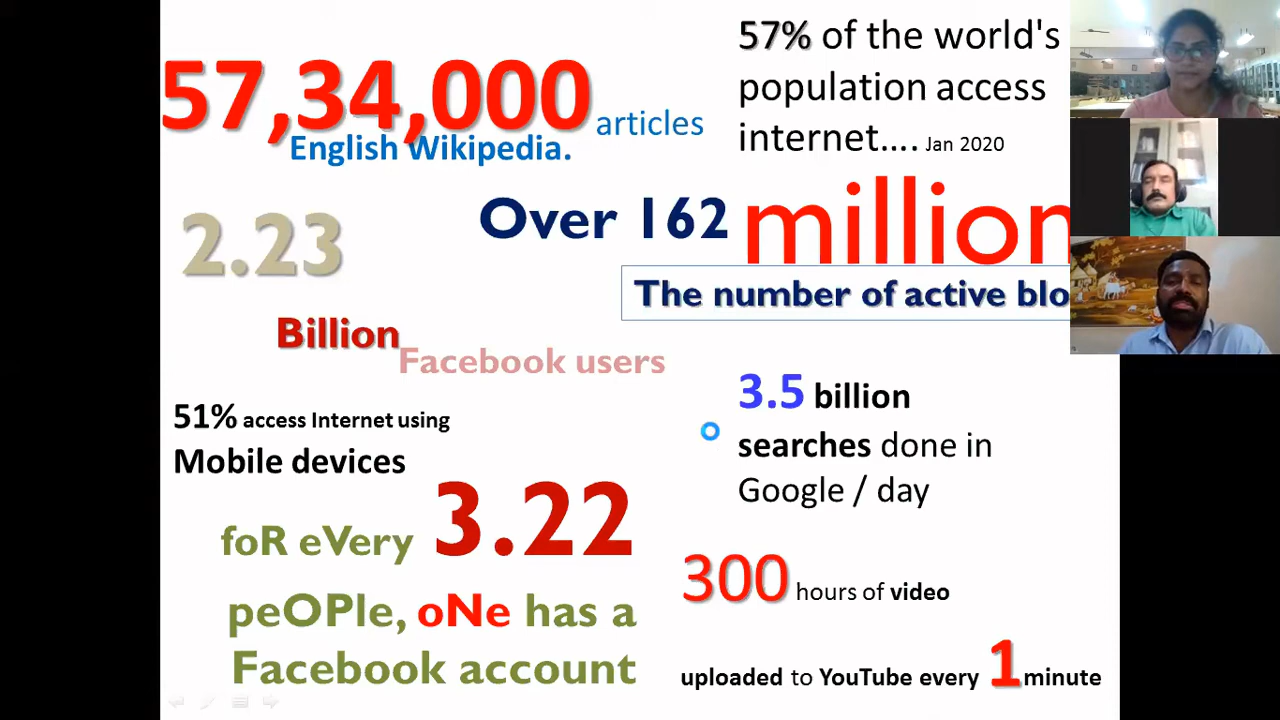 57,34,000 articles
English Wikipedia.
57% of the world's
population access
internet.... Jan 2020
2.23
Billion
Facebook users
Over 162 million
The number of active
51% access Internet using
Mobile devices
3.5 billion
searches done in
Google / day
foR eVery 3.22
peOPle, oNe has a
Facebook account
300 hours of video
uploaded to YouTube every 1 minute